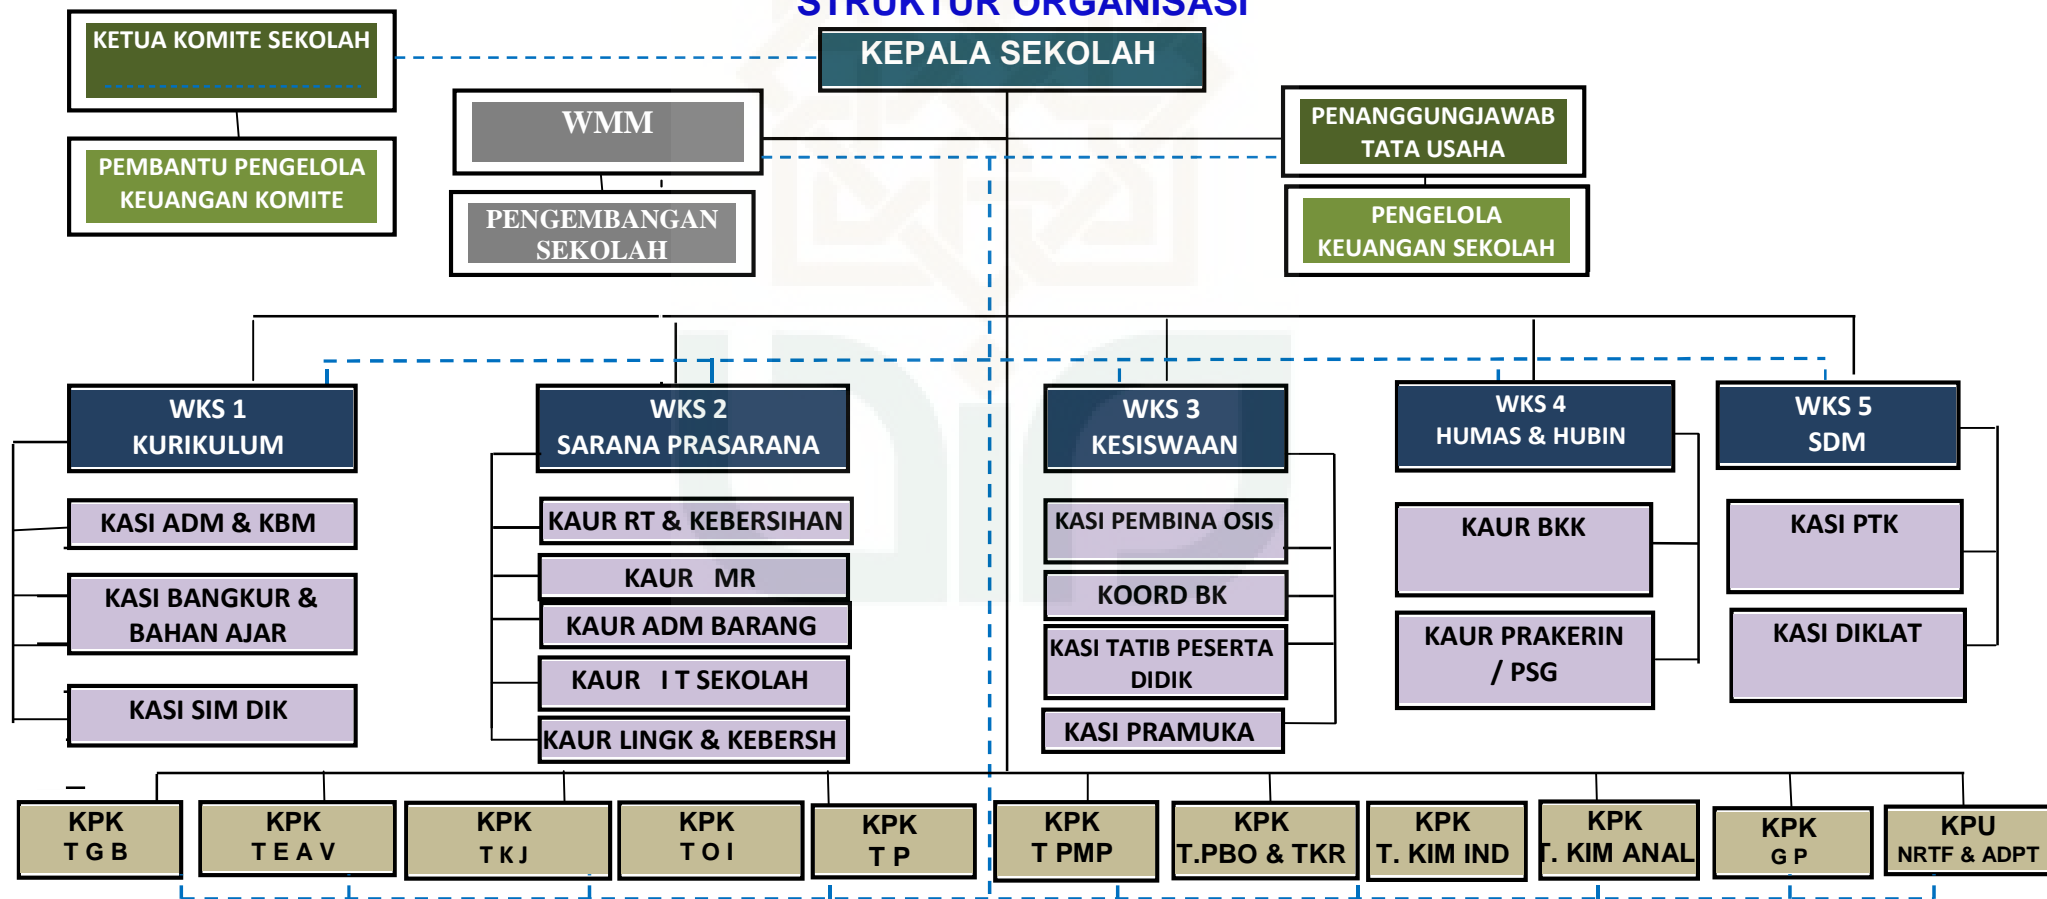 STRUKTUR ORGANISASI
KETUA KOMITE SEKOLAH
KEPALA SEKOLAH
WMM
PENANGGUNGJAWAB
TATA USAHA
PEMBANTU PENGELOLA
KEUANGAN KOMITE
PENGEMBANGAN
SEKOLAH
PENGELOLA
KEUANGAN SEKOLAH
WKS 1
KURIKULUM
WKS 2
SARANA PRASARANA
WKS 3
KESISWAAN
WKS 4
HUMAS & HUBIN
WKS 5
SDM
KASI ADM & KBM
KASI BANGKUR &
BAHAN AJAR
KASI SIM DIK
KAUR RT & KEBERSIHAN
KAUR MR
KAUR ADM BARANG
KAUR I T SEKOLAH
KAUR LINGK & KEBERSH
KASI PEMBINA OSIS
KOORD BK
KASI TATIB PESERTA
DIDIK
KASI PRAMUKA
KAUR BKK
KAUR PRAKERIN
/ PSG
KASI PTK
KASI DIKLAT
KPK
T G B
KPK
T E A V
KPK
T K J
KPK
T O I
KPK
T P
KPK
T PMP
KPK
T.PBO & TKR
KPK
T. KIM IND
KPK
T. KIM ANAL
KPK
G P
KPU
NRTF & ADPT